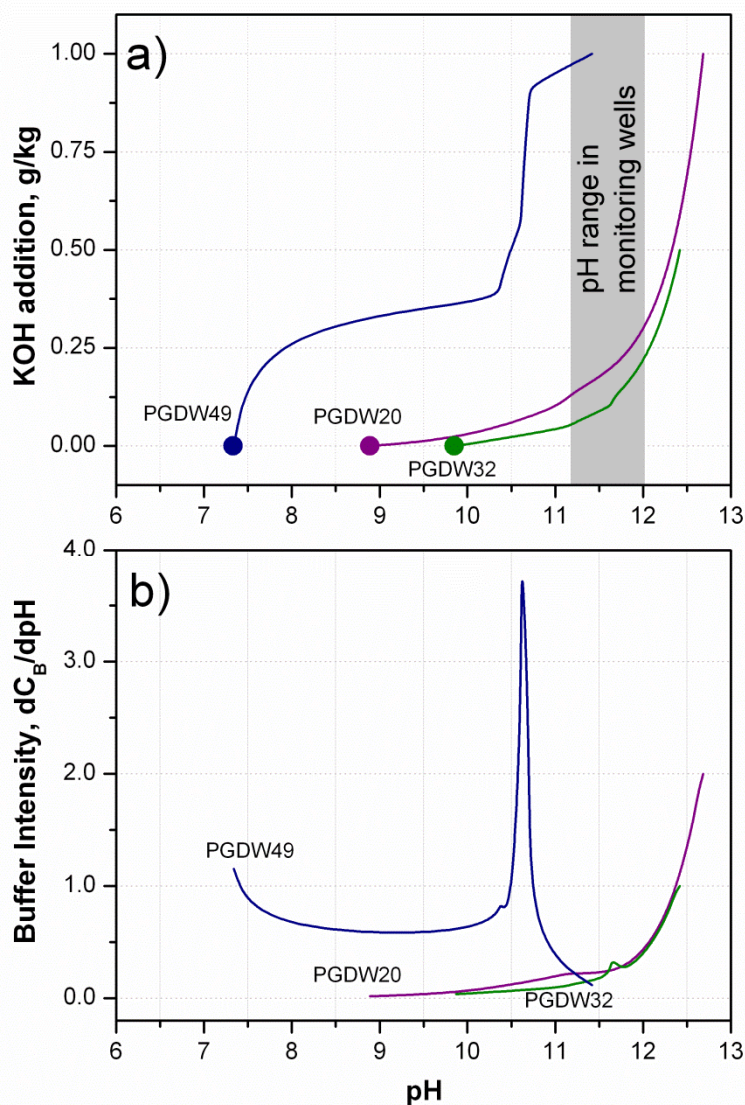 a)
1.00
0.75
0.50
0.25
0.00
KOH addition, g/kg
pH range in
monitoring wells
PGDW49
PGDW20
PGDW32
6 7 8 9 10 11 12 13
b)
4.0
3.0
2.0
1.0
0.0
Buffer Intensity, dC_B/dpH
PGDW49
PGDW20
PGDW32
6 7 8 9 10 11 12 13
pH